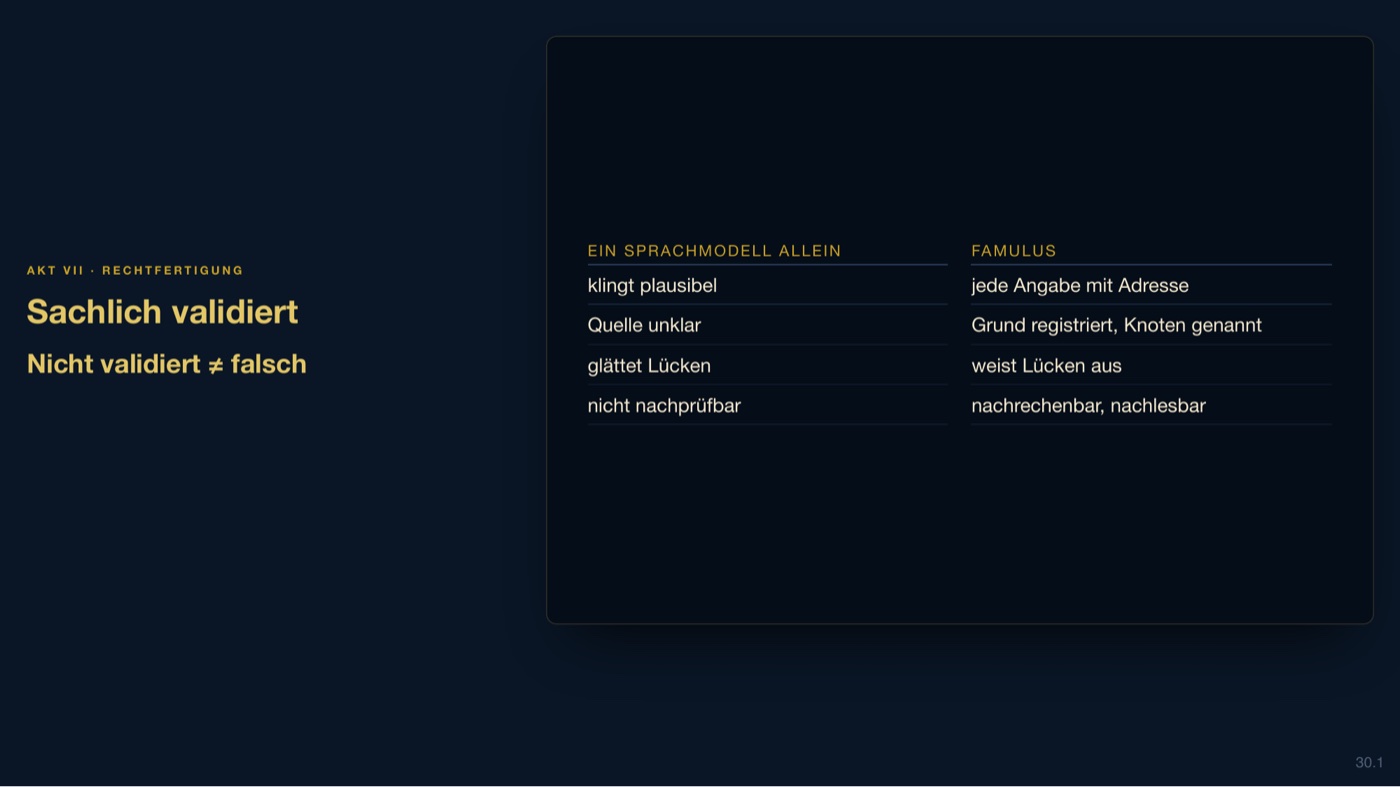 AKT VII · RECHTFERTIGUNG
Sachlich validiert
Nicht validiert ≠ falsch
EIN SPRACHMODELL ALLEIN
FAMULUS
klingt plausibel
jede Angabe mit Adresse
Quelle unklar
Grund registriert, Knoten genannt
glättet Lücken
weist Lücken aus
nicht nachprüfbar
nachrechenbar, nachlesbar
30.1